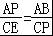 AP/CE = AB/CP